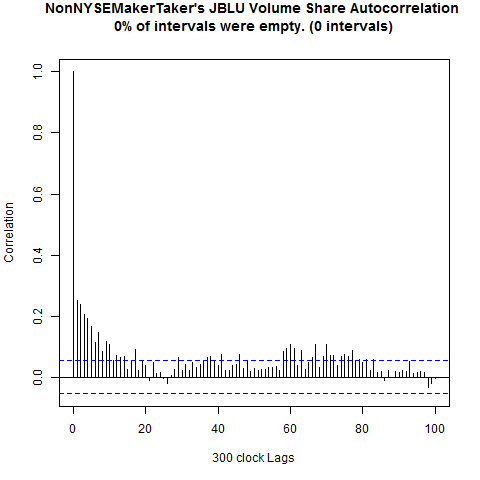 NonNYSEMakerTaker's JBLU Volume Share Autocorrelation
0% of intervals were empty. (0 intervals)
Correlation
1.0
0.8
0.6
0.4
0.2
0.0
0 20 40 60 80 100
300 clock Lags